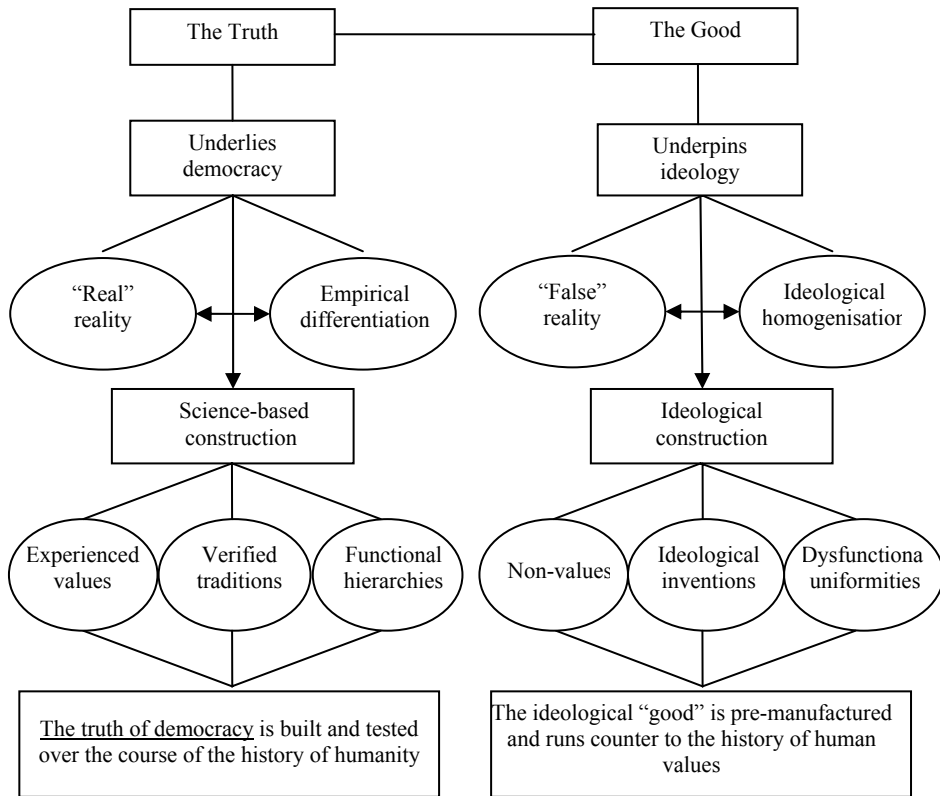 The Truth
The Good
Underlies
democracy
Underpins
ideology
“Real”
reality
Empirical
differentiation
“False”
reality
Ideological
homogenisation
Science-based
construction
Ideological
construction
Experienced
values
Verified
traditions
Functional
hierarchies
Non-values
Ideological
inventions
Dysfunctiona
uniformities
The truth of democracy is built and tested
over the course of the history of humanity
The ideological “good” is pre-manufactured
and runs counter to the history of human
values